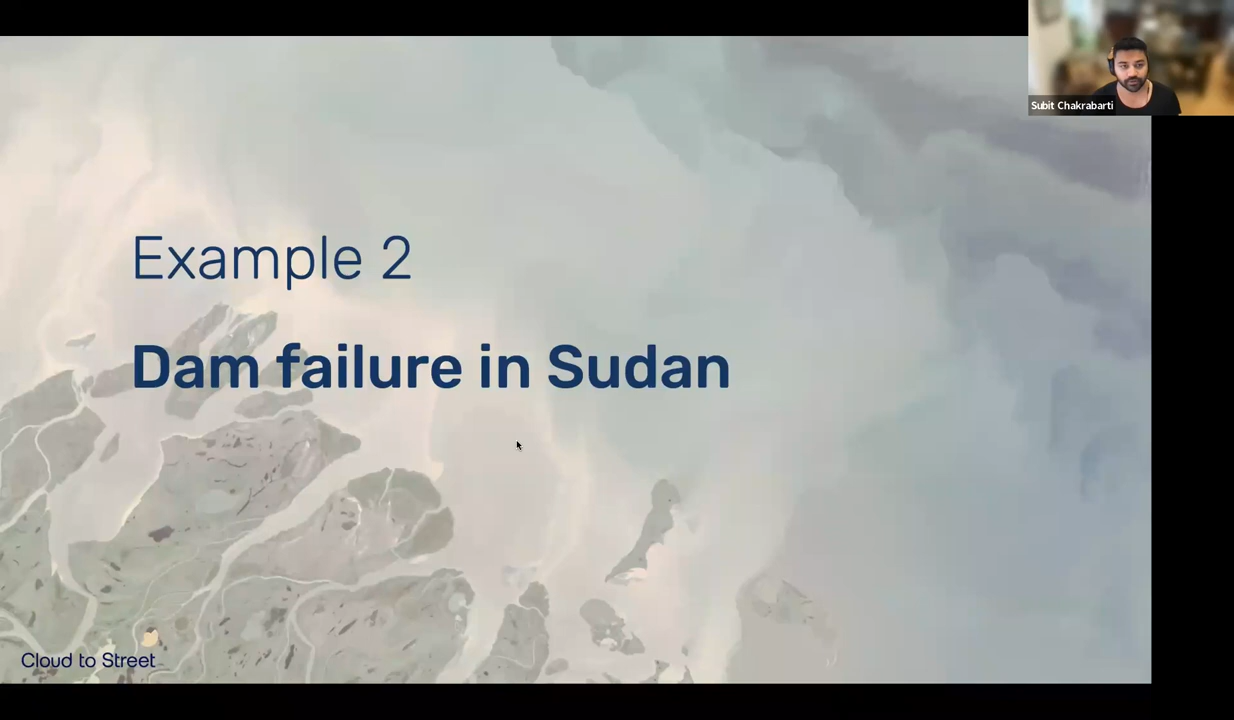 Subit Chakrabarti
Example 2
Dam failure in Sudan
Cloud to Street